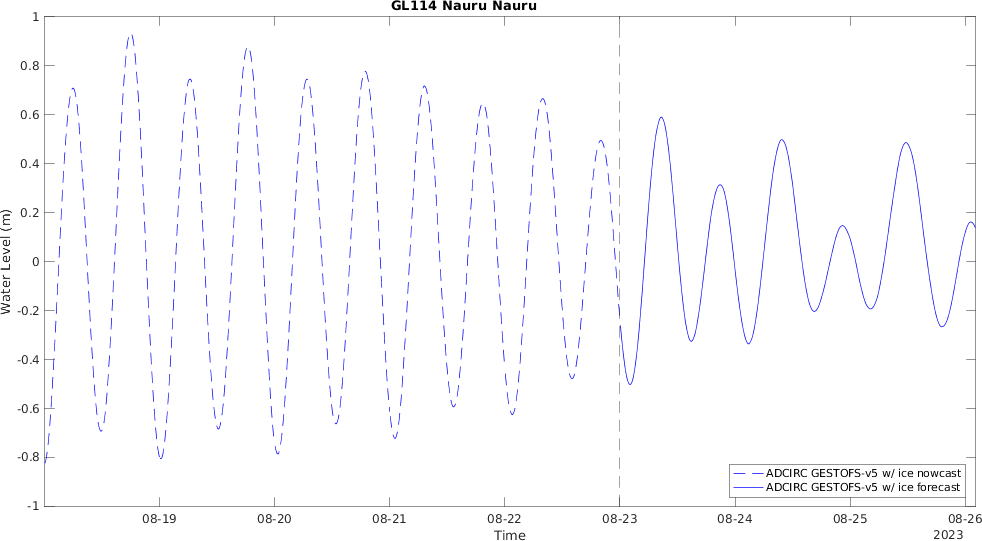 GL114 Nauru Nauru
1
0.8
0.6
0.4
0.2
0
-0.2
-0.4
-0.6
-0.8
-1
Water Level (m)
ADCIRC GESTOFS-v5 w/ ice nowcast
ADCIRC GESTOFS-v5 w/ ice forecast
08-19 08-20 08-21 08-22 08-23 08-24 08-25 08-26
Time 2023